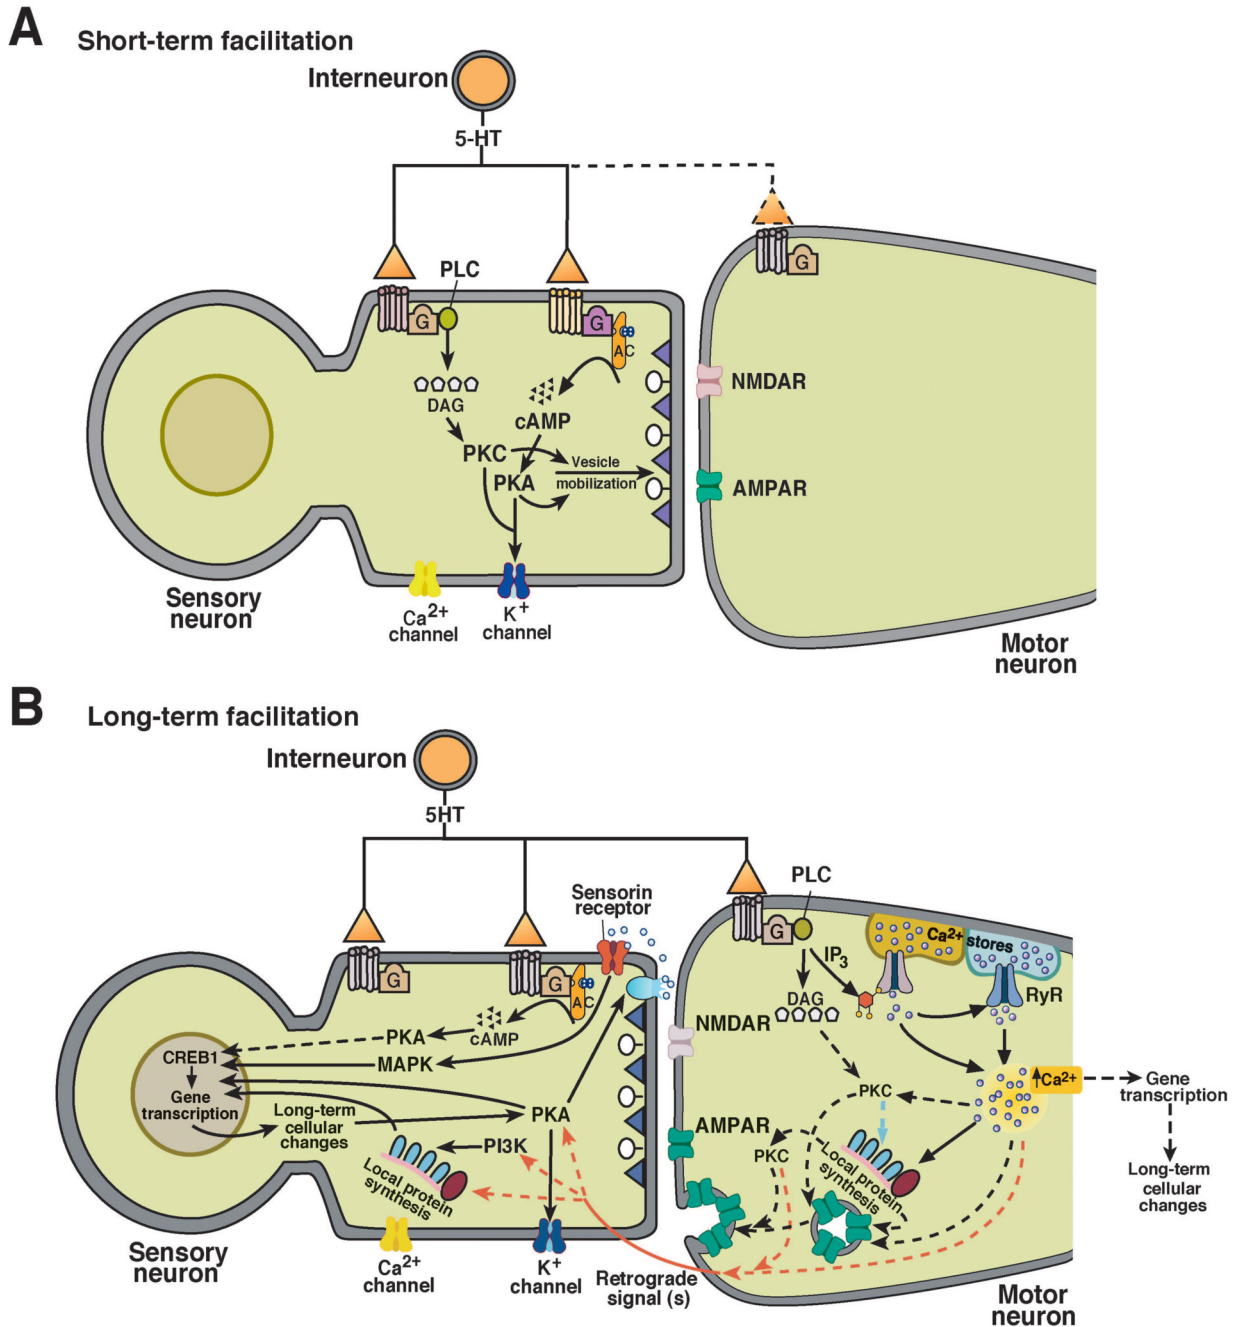 A
Short-term facilitation
Interneuron
5-HT
PLC
G
G
G
AC
DAG
cAMP
PKC
PKA
Vesicle
mobilization
NMDAR
AMPAR
Sensory
neuron
Ca2+
channel
K+
channel
Motor
neuron
B
Long-term facilitation
Interneuron
5HT
Sensorin
receptor
PLC
G
G
G
AC
IP3
Ca2+ stores
RyR
DAG
NMDAR
cAMP
PKA
MAPK
CREB1
Gene
transcription
Long-term
cellular
changes
PKA
PI3K
Local protein
synthesis
PKC
Ca2+
Gene
transcription
Long-term
cellular
changes
AMPAR
PKC
Local protein
synthesis
Sensory
neuron
Ca2+
channel
K+
channel
Retrograde
signal (s)
Motor
neuron